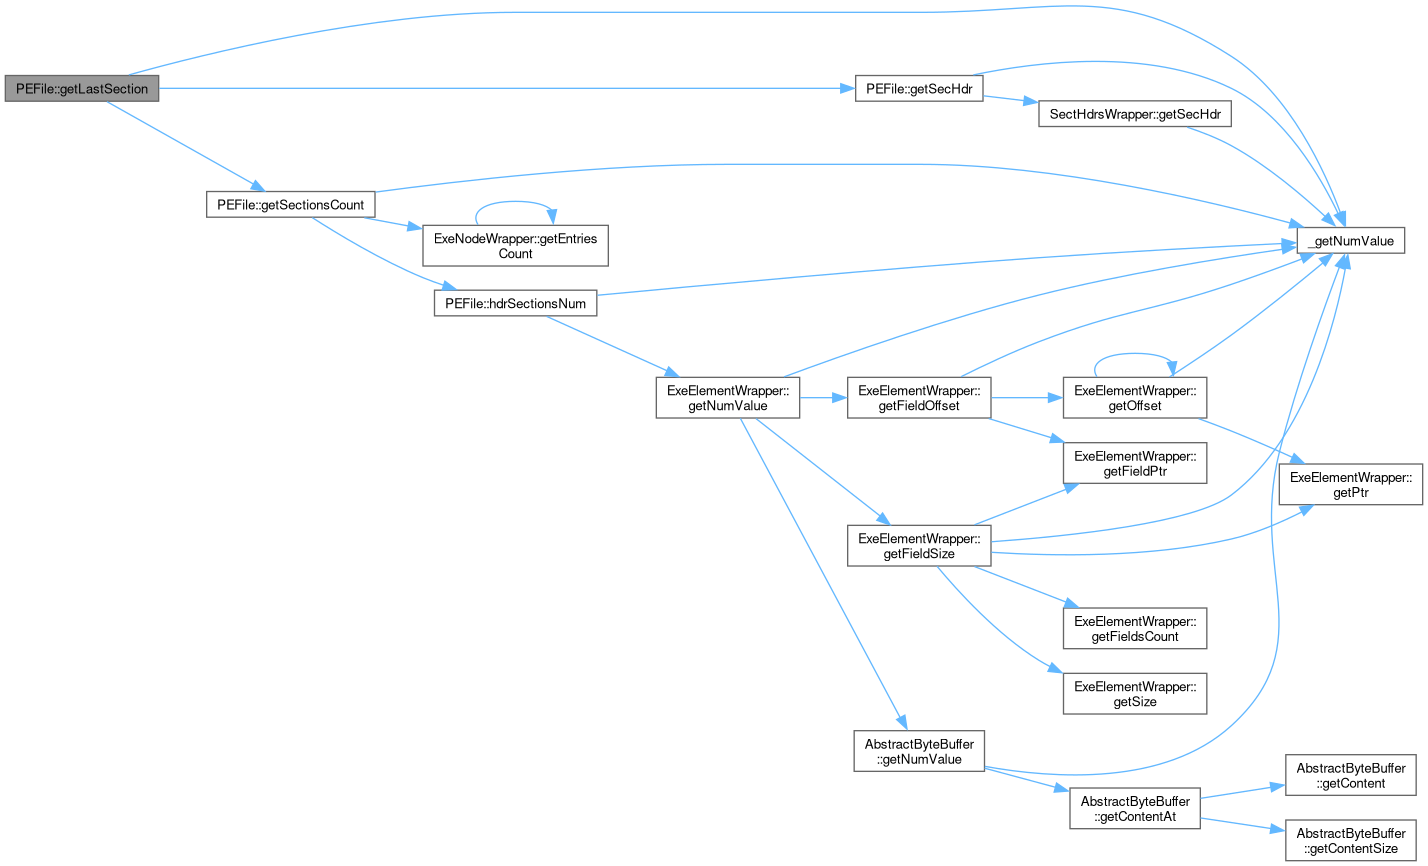 PEFile::getLastSection
PEFile::getSecHdr
SectHdrsWrapper::getSecHdr
PEFile::getSectionsCount
ExeNodeWrapper::getEntries
Count
_getNumValue
PEFile::hdrSectionsNum
ExeElementWrapper::
getNumValue
ExeElementWrapper::
getFieldOffset
ExeElementWrapper::
getOffset
ExeElementWrapper::
getFieldPtr
ExeElementWrapper::
getPtr
ExeElementWrapper::
getFieldSize
ExeElementWrapper::
getFieldsCount
ExeElementWrapper::
getSize
AbstractByteBuffer
::getNumValue
AbstractByteBuffer
::getContentAt
AbstractByteBuffer
::getContent
AbstractByteBuffer
::getContentSize